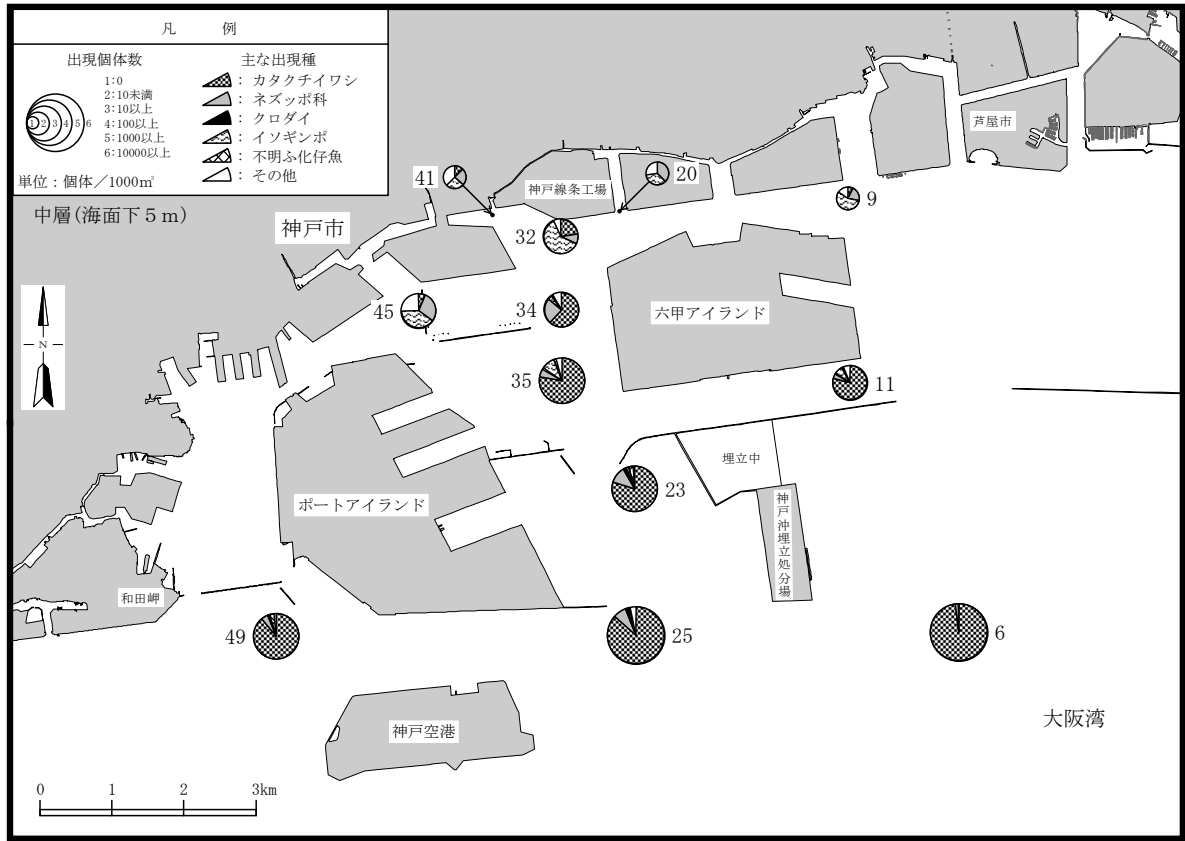 凡　　例
出現個体数
1:0
2:10未満
3:10以上
4:100以上
5:1000以上
6:10000以上
1 2 3 4 5 6
単位：個体／1000㎥
主な出現種
：カタクチイワシ
：ネズッポ科
：クロダイ
：イソギンポ
：不明ふ化仔魚
：その他
中層(海面下５ｍ)
神戸市
芦屋市
神戸線条工場
41
20
9
32
45
34
六甲アイランド
35
11
N
埋立中
23
ポートアイランド
神戸沖埋立処分場
和田岬
49
25
6
神戸空港
大阪湾
0 1 2 3km